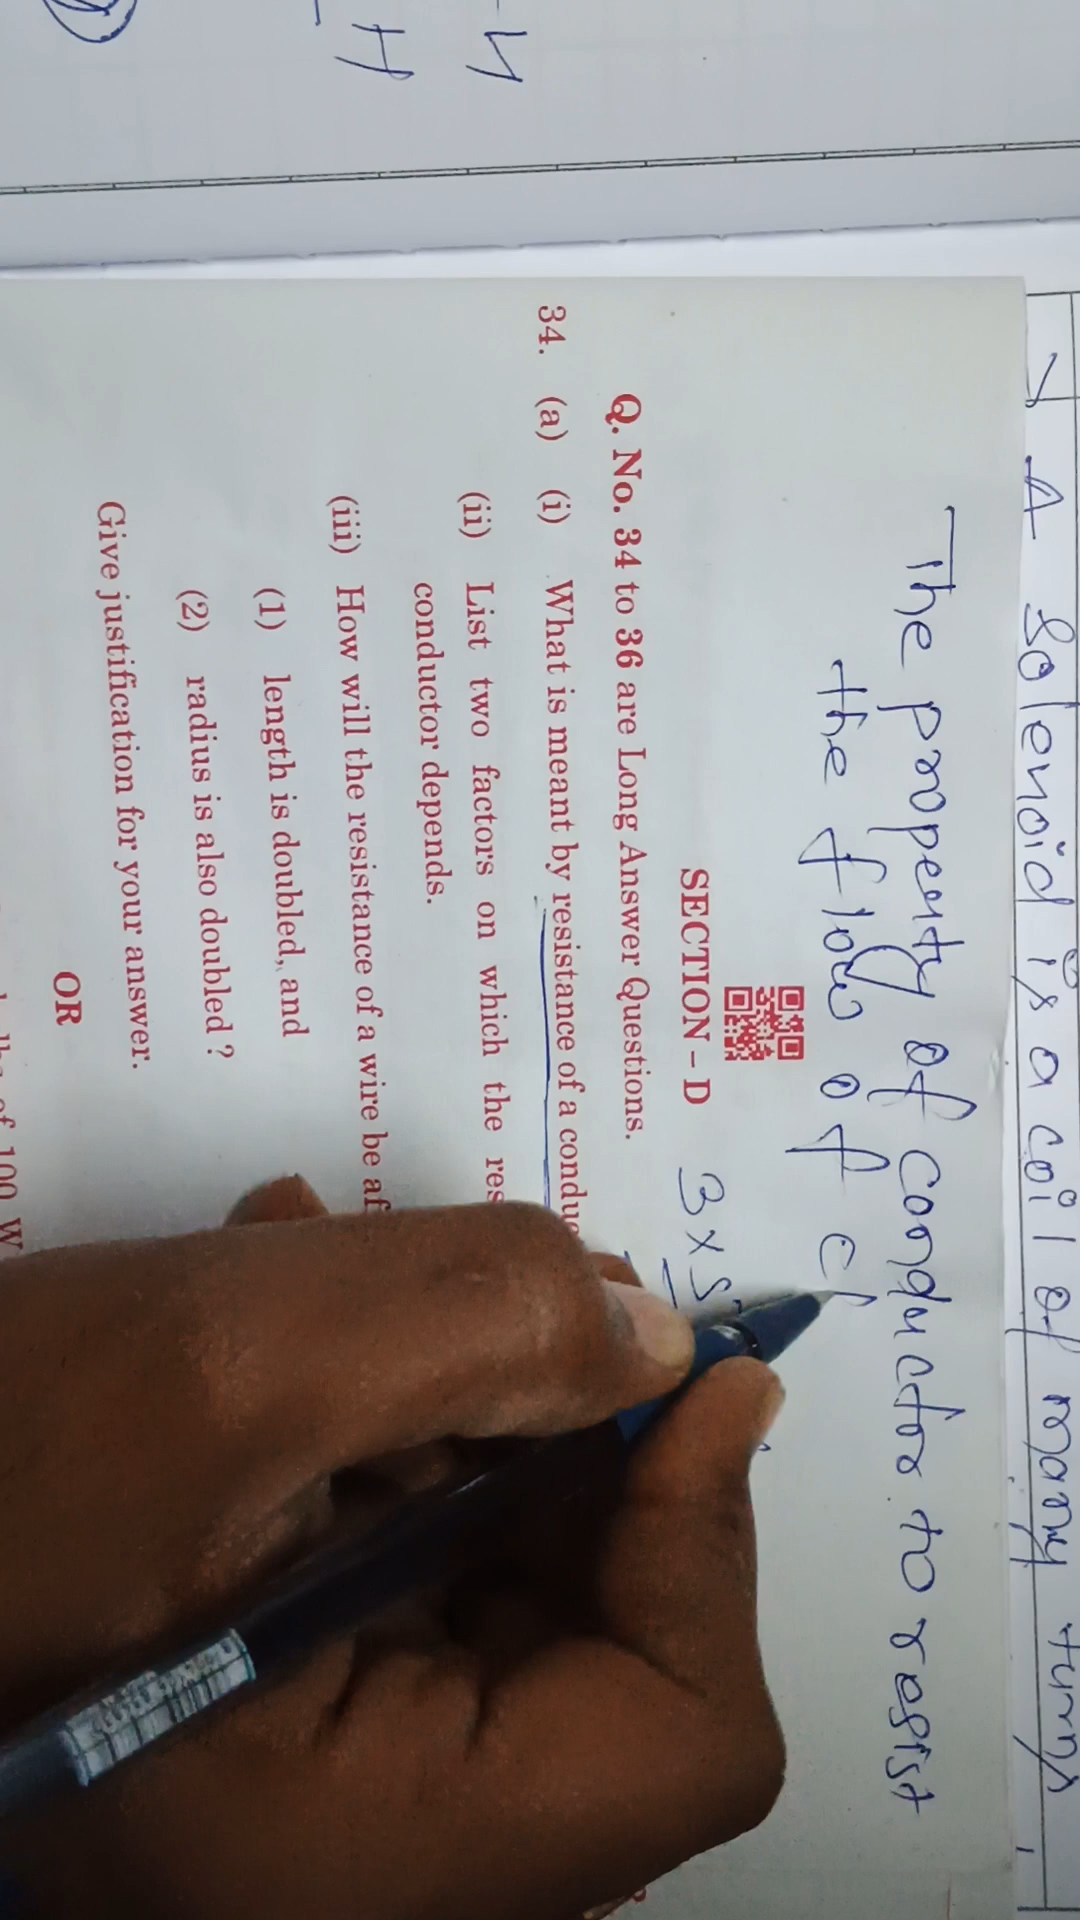 → A Solenoid is a coil of many turns
The property of conductor to resist
the flow of
SECTION – D 3 x 5
Q. No. 34 to 36 are Long Answer Questions.
34. (a) (i) What is meant by resistance of a
(ii) List two factors on which the
conductor depends.
(iii) How will the resistance of a wire be
(1) length is doubled, and
(2) radius is also doubled ?
Give justification for your answer.
OR
of 100 W